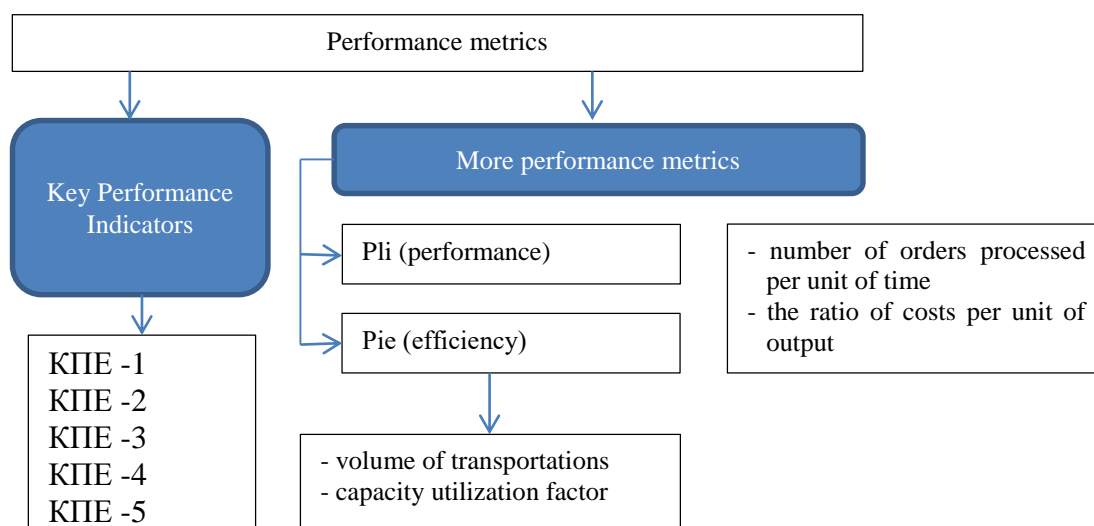 Performance metrics
Key Performance
Indicators
More performance metrics
Pli (performance)
Pie (efficiency)
- number of orders processed
per unit of time
- the ratio of costs per unit of
output
КПЕ -1
КПЕ -2
КПЕ -3
КПЕ -4
КПЕ -5
- volume of transportations
- capacity utilization factor